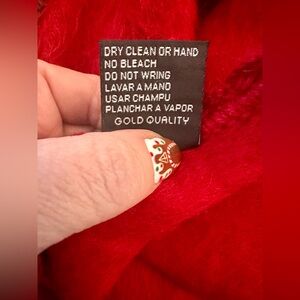 DRY CLEAN OR HAND
NO BLEACH
DO NOT WRING
LAVAR A MANO
USAR CHAMPU
PLANCHAR A VAPOR
GOLD QUALITY